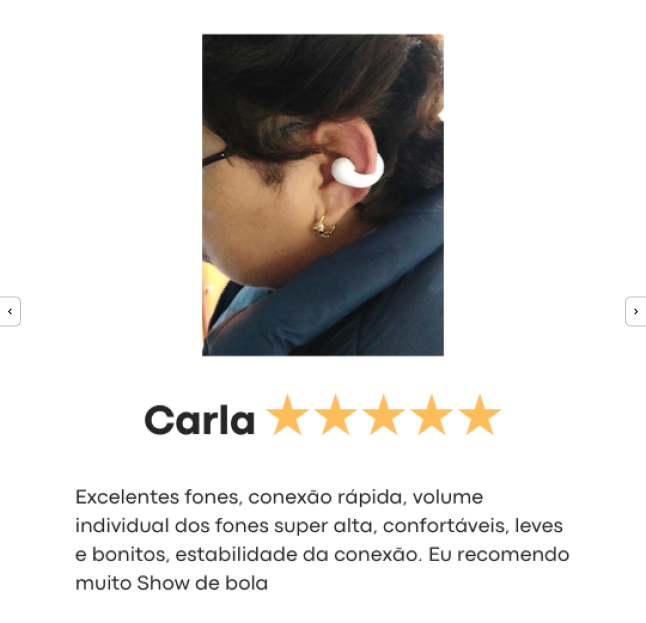 Carla
Excelentes fones, conexão rápida, volume
individual dos fones super alta, confortáveis, leves
e bonitos, estabilidade da conexão. Eu recomendo
muito Show de bola